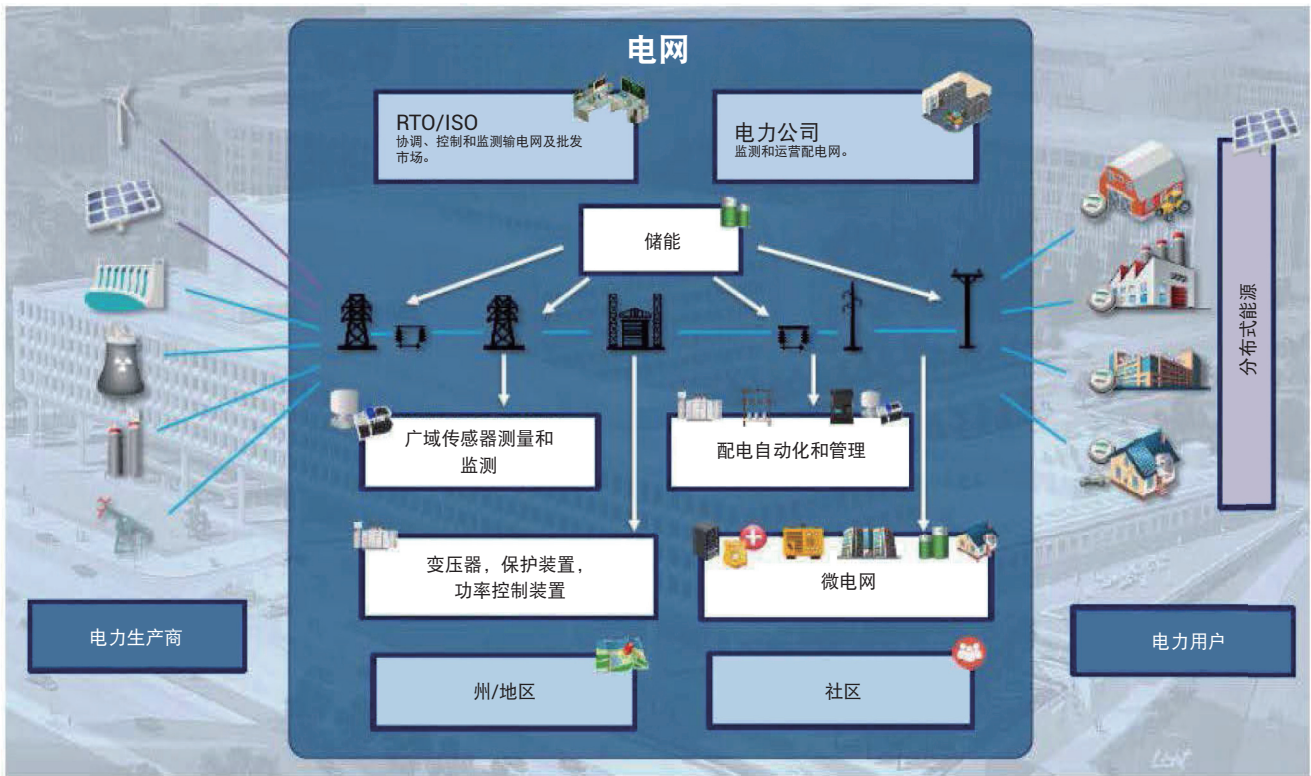 电网
RTO/ISO
协调、控制和监测输电网及批发
市场。
电力公司
监测和运营配电网。
储能
广域传感器测量和
监测
配电自动化和管理
变压器，保护装置，
功率控制装置
微电网
州/地区
社区
电力生产商
分布式能源
电力用户